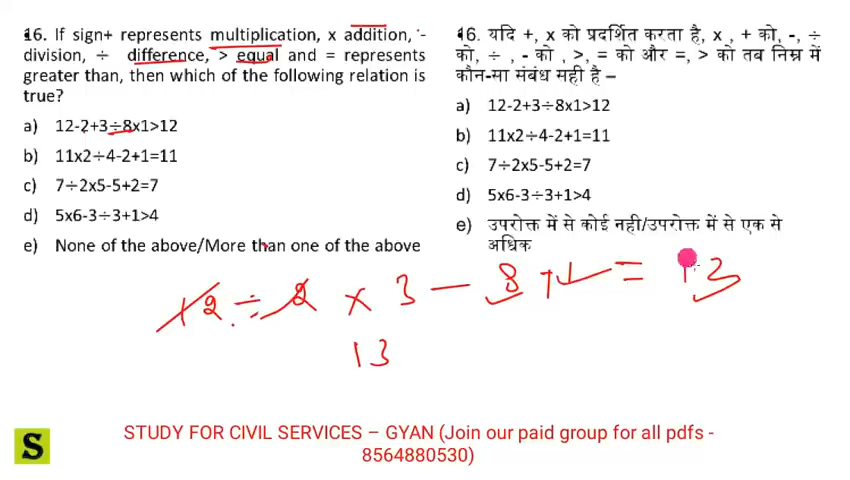 16. If sign+ represents multiplication, x addition, -
division, ÷ difference, > equal and = represents
greater than, then which of the following relation is
true?
a) 12-2+3÷8x1>12
b) 11x2÷4-2+1=11
c) 7÷2x5-5+2=7
d) 5x6-3÷3+1>4
e) None of the above/More than one of the above
16. यदि +, x को प्रदर्शित करता है, x , + को, -, ÷
को, ÷ , - को , >, = को और =, > को तब निम्न में
कौन-सा संबंध सही है –
a) 12-2+3÷8x1>12
b) 11x2÷4-2+1=11
c) 7÷2x5-5+2=7
d) 5x6-3÷3+1>4
e) उपरोक्त में से कोई नही/उपरोक्त में से एक से
अधिक
12 ÷ 2 x 3 – 8 + 1 =
13
S
STUDY FOR CIVIL SERVICES – GYAN (Join our paid group for all pdfs -
8564880530)